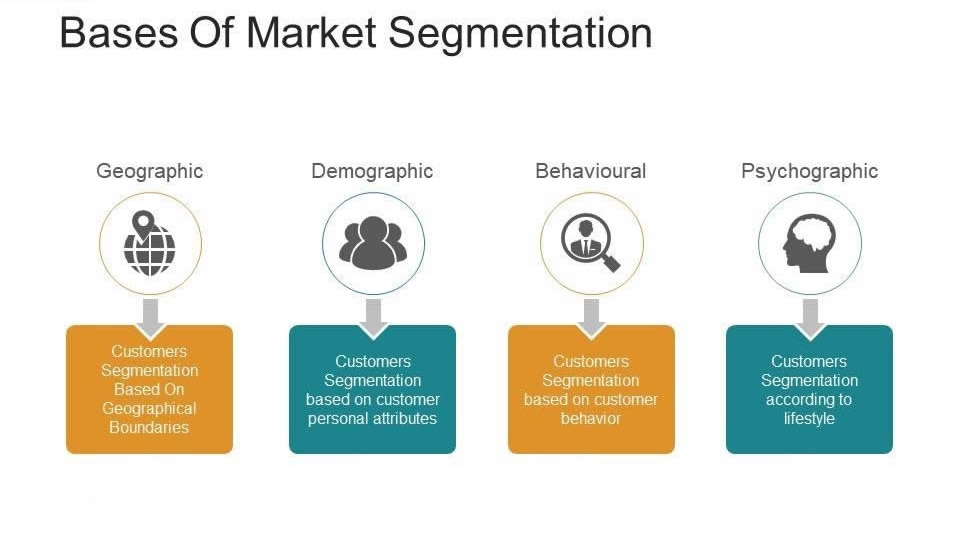 Bases Of Market Segmentation
Geographic
Demographic
Behavioural
Psychographic
Customers
Segmentation
Based On
Geographical
Boundaries
Customers
Segmentation
based on customer
personal attributes
Customers
Segmentation
based on customer
behavior
Customers
Segmentation
according to
lifestyle